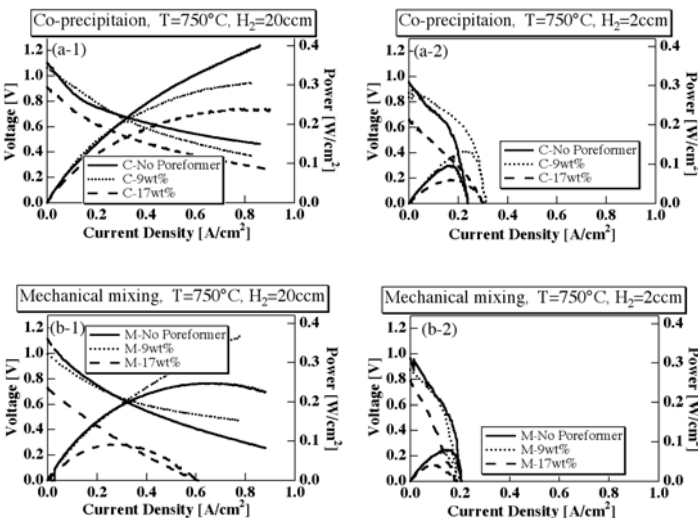 Co-precipitaion, T=750°C, H₂=20ccm
(a-1)
1.2
1.0
0.8
0.6
0.4
0.2
0.0
Voltage [V]
0.4
0.3
0.2
0.1
0.0
Power [W/cm²]
C-No Poreformer
C-9wt%
C-17wt%
0.0 0.2 0.4 0.6 0.8 1.0
Current Density [A/cm²]
Co-precipitaion, T=750°C, H₂=2ccm
(a-2)
1.2
1.0
0.8
0.6
0.4
0.2
0.0
Voltage [V]
0.4
0.3
0.2
0.1
0.0
Power [W/cm²]
C-No Poreformer
C-9wt%
C-17wt%
0.0 0.2 0.4 0.6 0.8 1.0
Current Density [A/cm²]
Mechanical mixing, T=750°C, H₂=20ccm
(b-1)
1.2
1.0
0.8
0.6
0.4
0.2
0.0
Voltage [V]
0.4
0.3
0.2
0.1
0.0
Power [W/cm²]
M-No Poreformer
M-9wt%
M-17wt%
0.0 0.2 0.4 0.6 0.8 1.0
Current Density [A/cm²]
Mechanical mixing, T=750°C, H₂=2ccm
(b-2)
1.2
1.0
0.8
0.6
0.4
0.2
0.0
Voltage [V]
0.4
0.3
0.2
0.1
0.0
Power [W/cm²]
M-No Poreformer
M-9wt%
M-17wt%
0.0 0.2 0.4 0.6 0.8 1.0
Current Density [A/cm²]